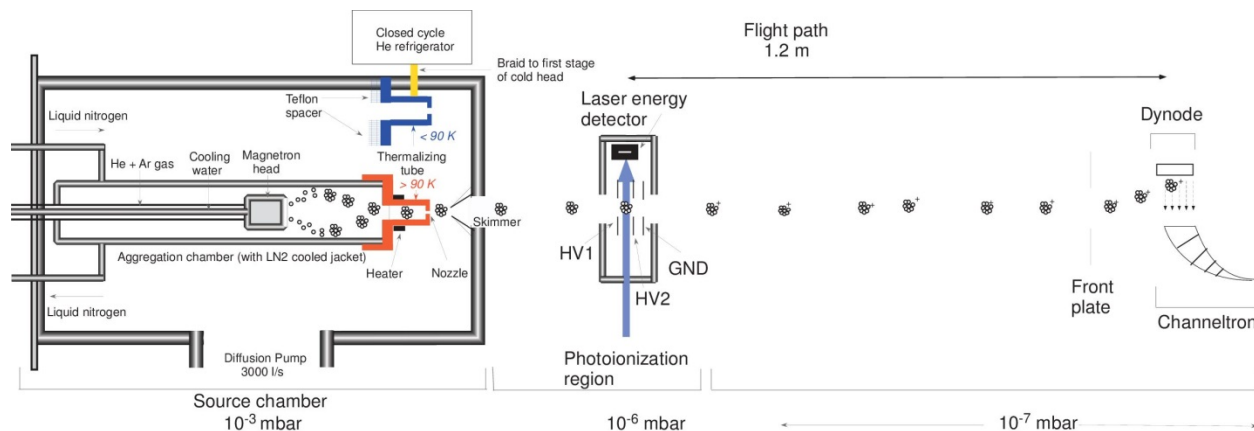 Closed cycle
He refrigerator
Braid to first stage
of cold head
Flight path
1.2 m
Teflon
spacer
Laser energy
detector
Dynode
Liquid nitrogen
< 90 K
He + Ar gas
Cooling
water
Magnetron
head
Thermalizing
tube
> 90 K
Skimmer
Aggregation chamber (with LN2 cooled jacket)
Heater
Nozzle
HV1
GND
HV2
Front
plate
Channeltron
Liquid nitrogen
Diffusion Pump
3000 l/s
Photoionization
region
Source chamber
10-3 mbar
10-6 mbar
10-7 mbar